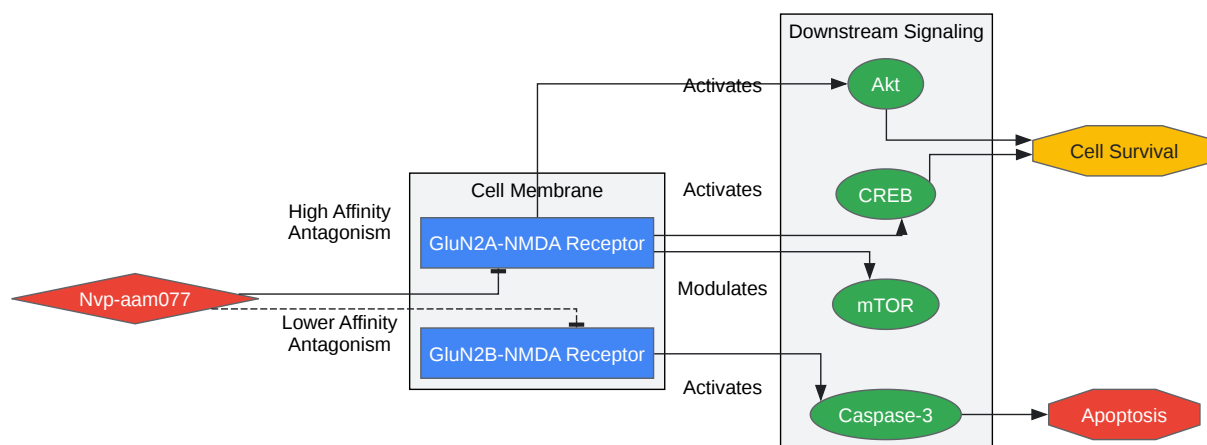 Downstream Signaling
Activates
Akt
Cell Survival
Cell Membrane
Activates
CREB
High Affinity
Antagonism
GluN2A-NMDA Receptor
Nvp-aam077
Modulates
mTOR
Lower Affinity
Antagonism
GluN2B-NMDA Receptor
Activates
Caspase-3
Apoptosis